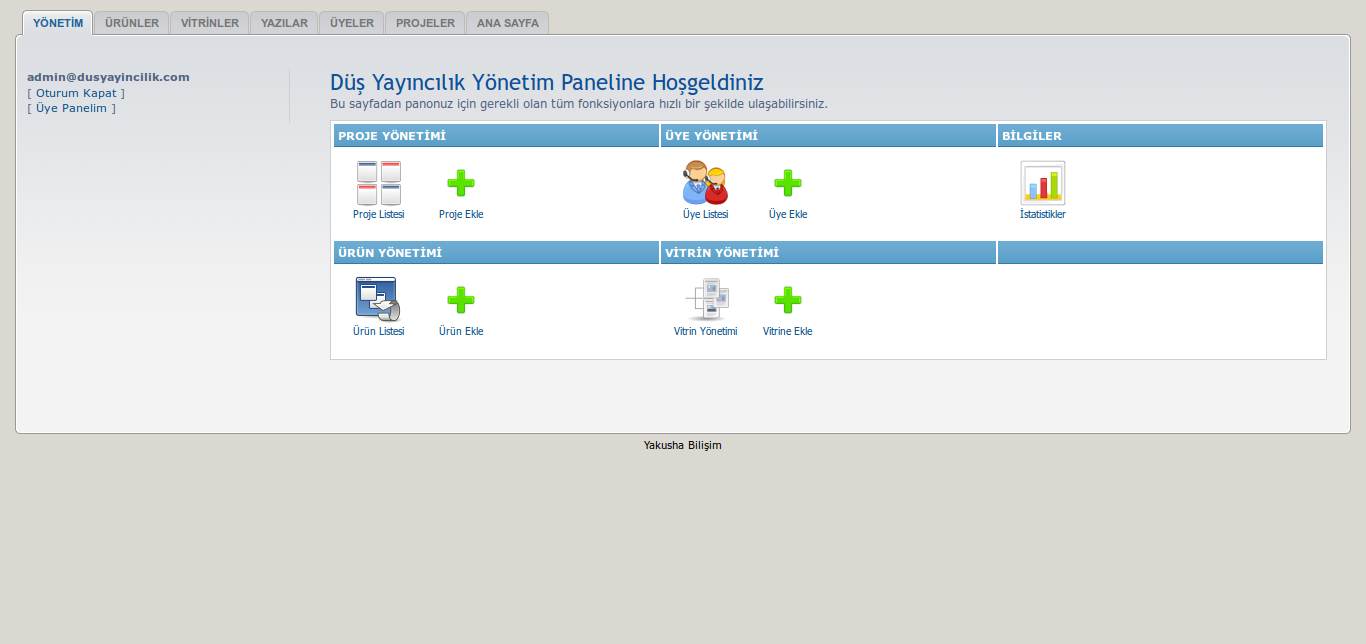 YÖNETİM ÜRÜNLER VİTRİNLER YAZILAR ÜYELER PROJELER ANA SAYFA
admin@dusyayincilik.com
[ Oturum Kapat ]
[ Üye Panelim ]
Düş Yayıncılık Yönetim Paneline Hoşgeldiniz
Bu sayfadan panonuz için gerekli olan tüm fonksiyonlara hızlı bir şekilde ulaşabilirsiniz.
PROJE YÖNETİMİ ÜYE YÖNETİMİ BİLGİLER
Proje Listesi Proje Ekle Üye Listesi Üye Ekle İstatistikler
ÜRÜN YÖNETİMİ VİTRİN YÖNETİMİ
Ürün Listesi Ürün Ekle Vitrin Yönetimi Vitrine Ekle
Yakusha Bilişim